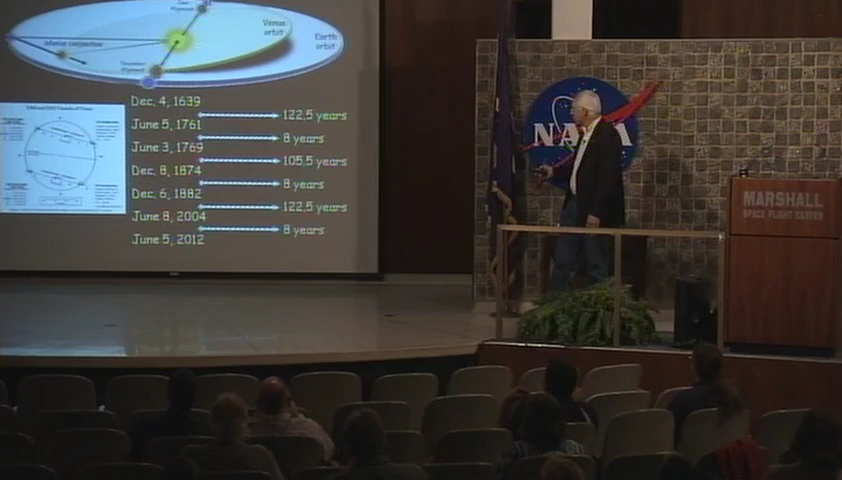 Venus
orbit
Earth
orbit
inferior conjunction
Dec. 4, 1639
122.5 years
June 5, 1761
8 years
June 3, 1769
105.5 years
Dec. 8, 1874
8 years
Dec. 6, 1882
122.5 years
June 8, 2004
8 years
June 5, 2012
NASA
MARSHALL
SPACE FLIGHT CENTER